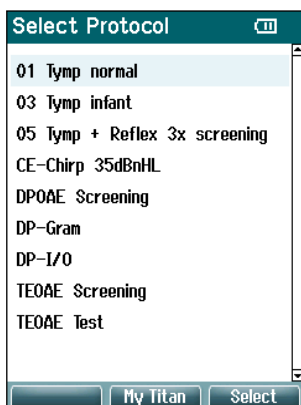 Select Protocol
01 Tymp normal
03 Tymp infant
05 Tymp + Reflex 3x screening
CE-Chirp 35dBnHL
DPOAE Screening
DP-Gram
DP-I/O
TEOAE Screening
TEOAE Test
My Titan Select